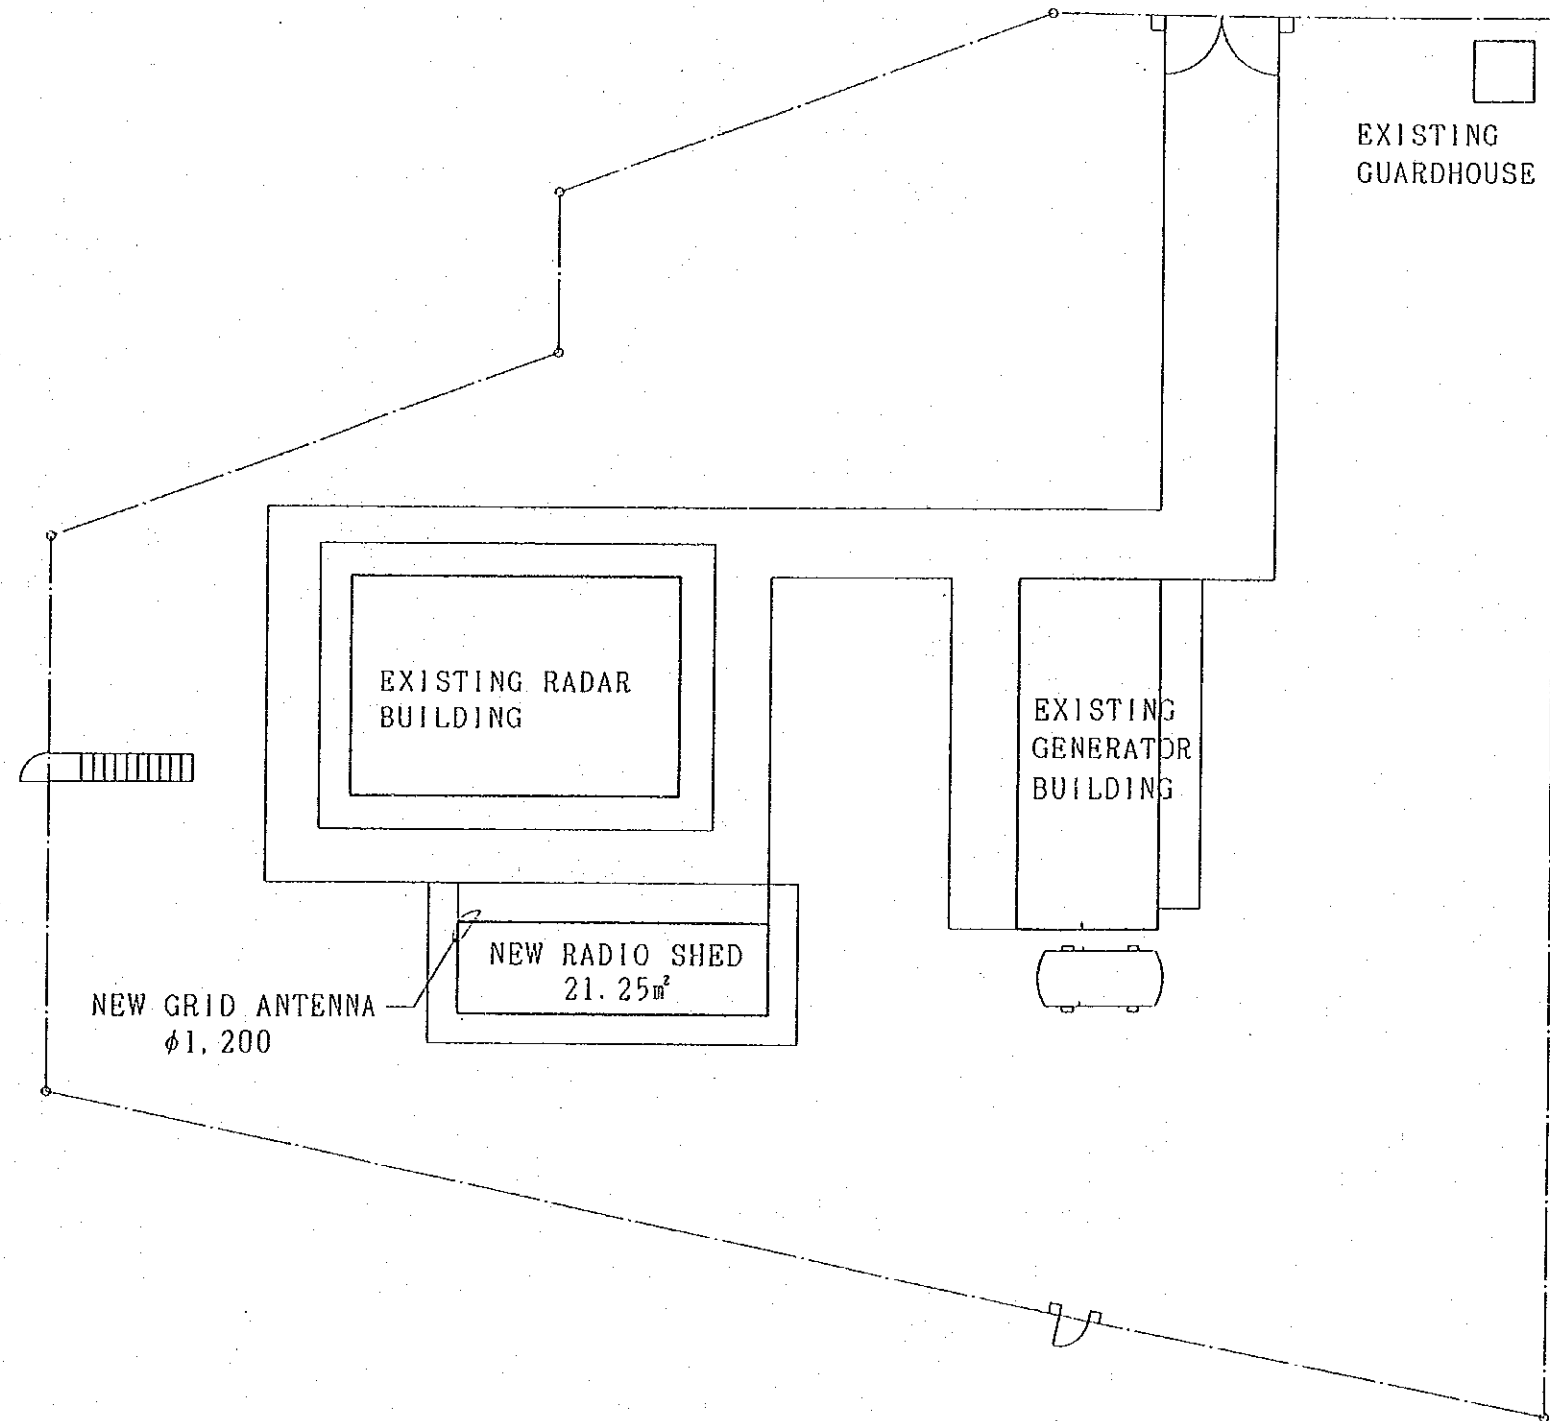 EXISTING
GUARDHOUSE
EXISTING RADAR
BUILDING
EXISTING
GENERATOR
BUILDING
NEW RADIO SHED
21.25㎡
NEW GRID ANTENNA
φ1,200